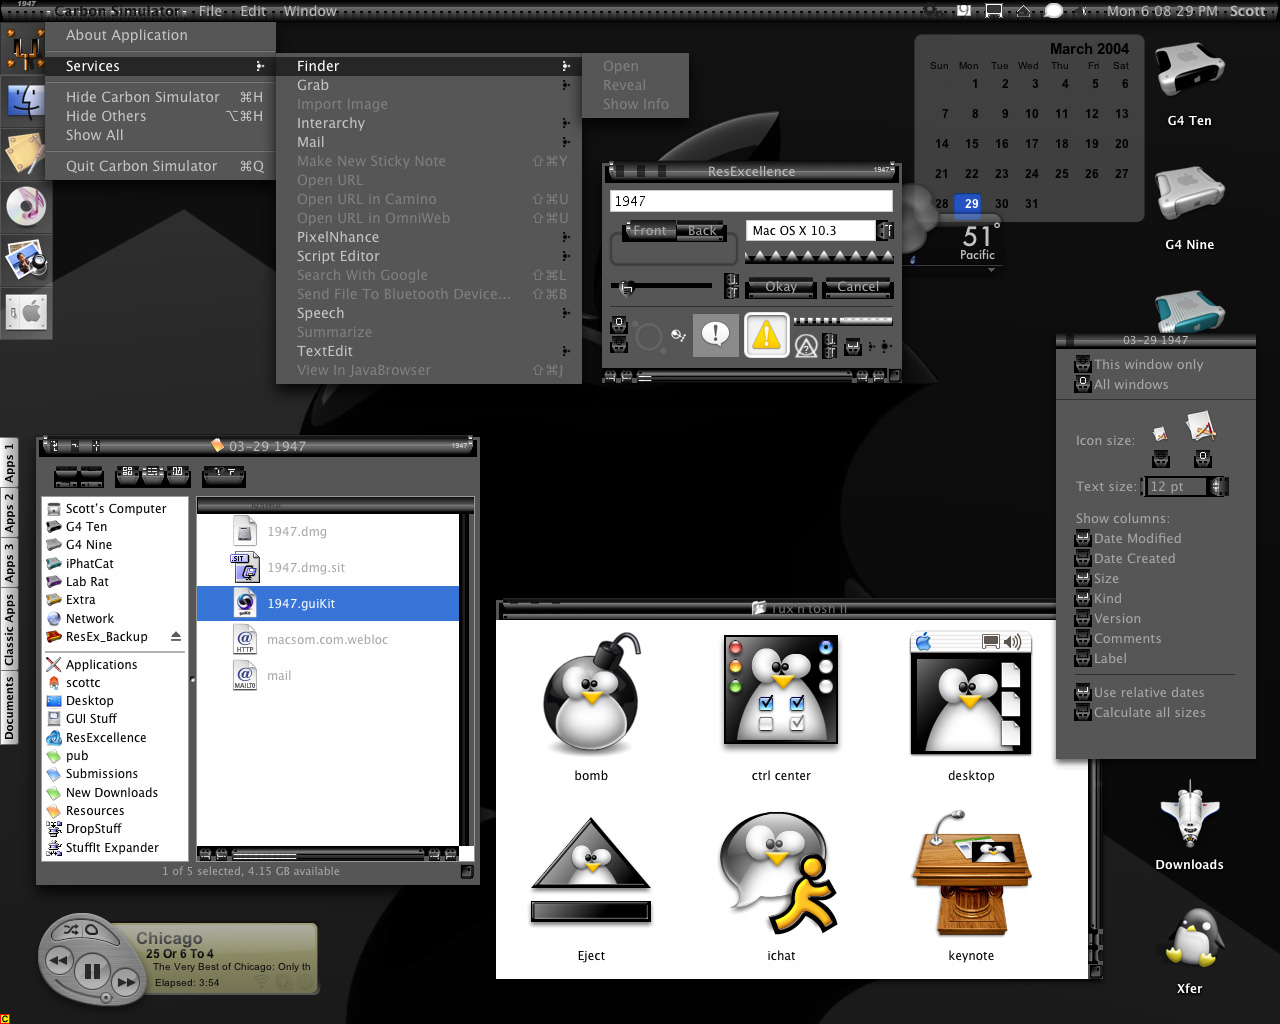 1947
Carbon Simulator File Edit Window
Mon 6 08 29 PM Scott
About Application
Services
Hide Carbon Simulator ⌘H
Hide Others ⌥⌘H
Show All
Quit Carbon Simulator ⌘Q
Finder
Grab
Import Image
Interarchy
Mail
Make New Sticky Note ⇧⌘Y
Open URL
Open URL in Camino ⇧⌘U
Open URL in OmniWeb ⇧⌘U
PixelNhance
Script Editor
Search With Google ⇧⌘L
Send File To Bluetooth Device... ⇧⌘B
Speech
Summarize
TextEdit
View In JavaBrowser ⇧⌘J
Open
Reveal
Show Info
March 2004
Sun Mon Tue Wed Thu Fri Sat
1 2 3 4 5 6
7 8 9 10 11 12 13
14 15 16 17 18 19 20
21 22 23 24 25 26 27
28 29 30 31
51°
Pacific
G4 Ten
G4 Nine
ResExcellence
1947
1947
Front Back
Mac OS X 10.3
Okay Cancel
03-29 1947
This window only
All windows
Icon size:
Text size: 12 pt
Show columns:
Date Modified
Date Created
Size
Kind
Version
Comments
Label
Use relative dates
Calculate all sizes
Apps 1
Apps 2
Apps 3
Classic Apps
Documents
03-29 1947
1947
Name
Scott's Computer
G4 Ten
G4 Nine
iPhatCat
Lab Rat
Extra
Network
ResEx_Backup
Applications
scottc
Desktop
GUI Stuff
ResExcellence
pub
Submissions
New Downloads
Resources
DropStuff
StuffIt Expander
1947.dmg
.SIT
1947.dmg.sit
guiKit
1947.guiKit
@
HTTP
macsom.com.webloc
@
MAILTO
mail
1 of 5 selected, 4.15 GB available
Tux'n'tosh II
bomb
ctrl center
desktop
Eject
ichat
keynote
Downloads
Xfer
Chicago
25 Or 6 To 4
The Very Best of Chicago: Only th
Elapsed: 3:54
C